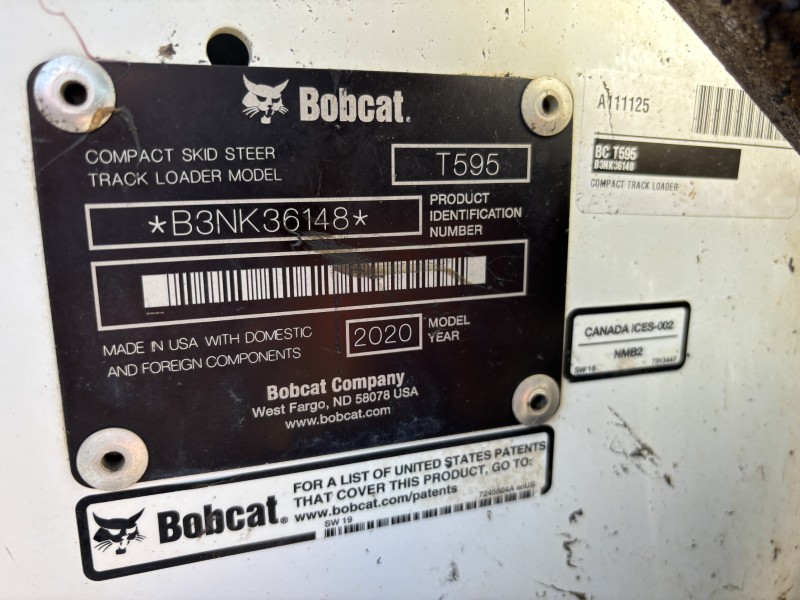 Bobcat.
COMPACT SKID STEER
TRACK LOADER MODEL
T595
*B3NK36148*
PRODUCT
IDENTIFICATION
NUMBER
MADE IN USA WITH DOMESTIC
AND FOREIGN COMPONENTS
2020
MODEL
YEAR
Bobcat Company
West Fargo, ND 58078 USA
www.bobcat.com
Bobcat.
FOR A LIST OF UNITED STATES PATENTS
THAT COVER THIS PRODUCT, GO TO:
www.bobcat.com/patents
SW 19
A111125
BC T595
B3NK36148
COMPACT TRACK LOADER
CANADA ICES-002
NMB2
SW 16
7313447